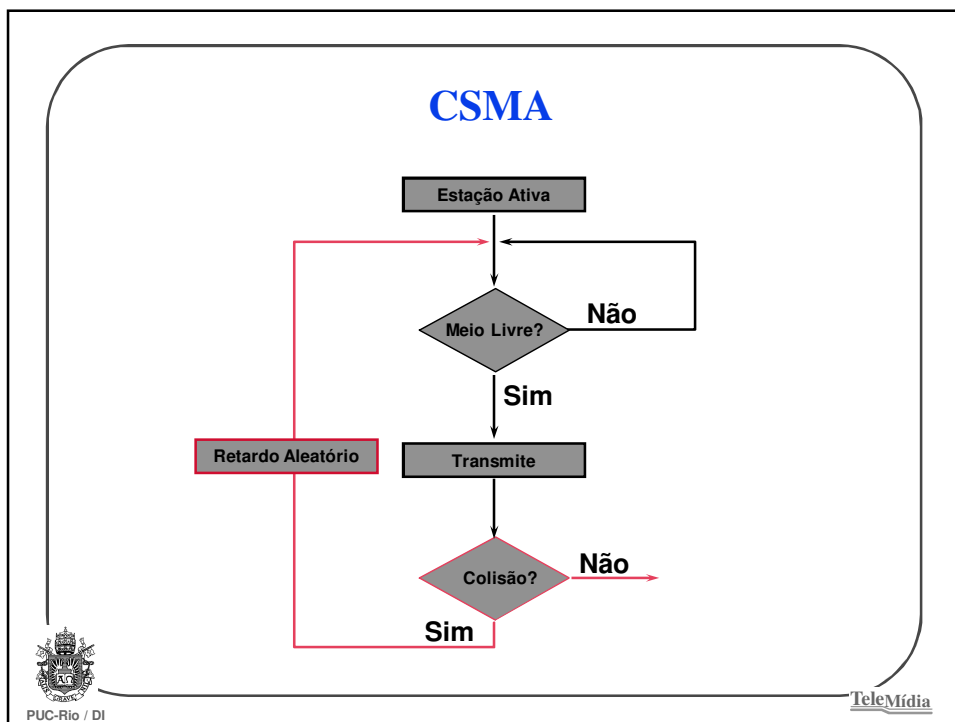 CSMA
Estação Ativa
Meio Livre?
Não
Sim
Retardo Aleatório
Transmite
Colisão?
Não
Sim
PUC-Rio / DI
TeleMídia